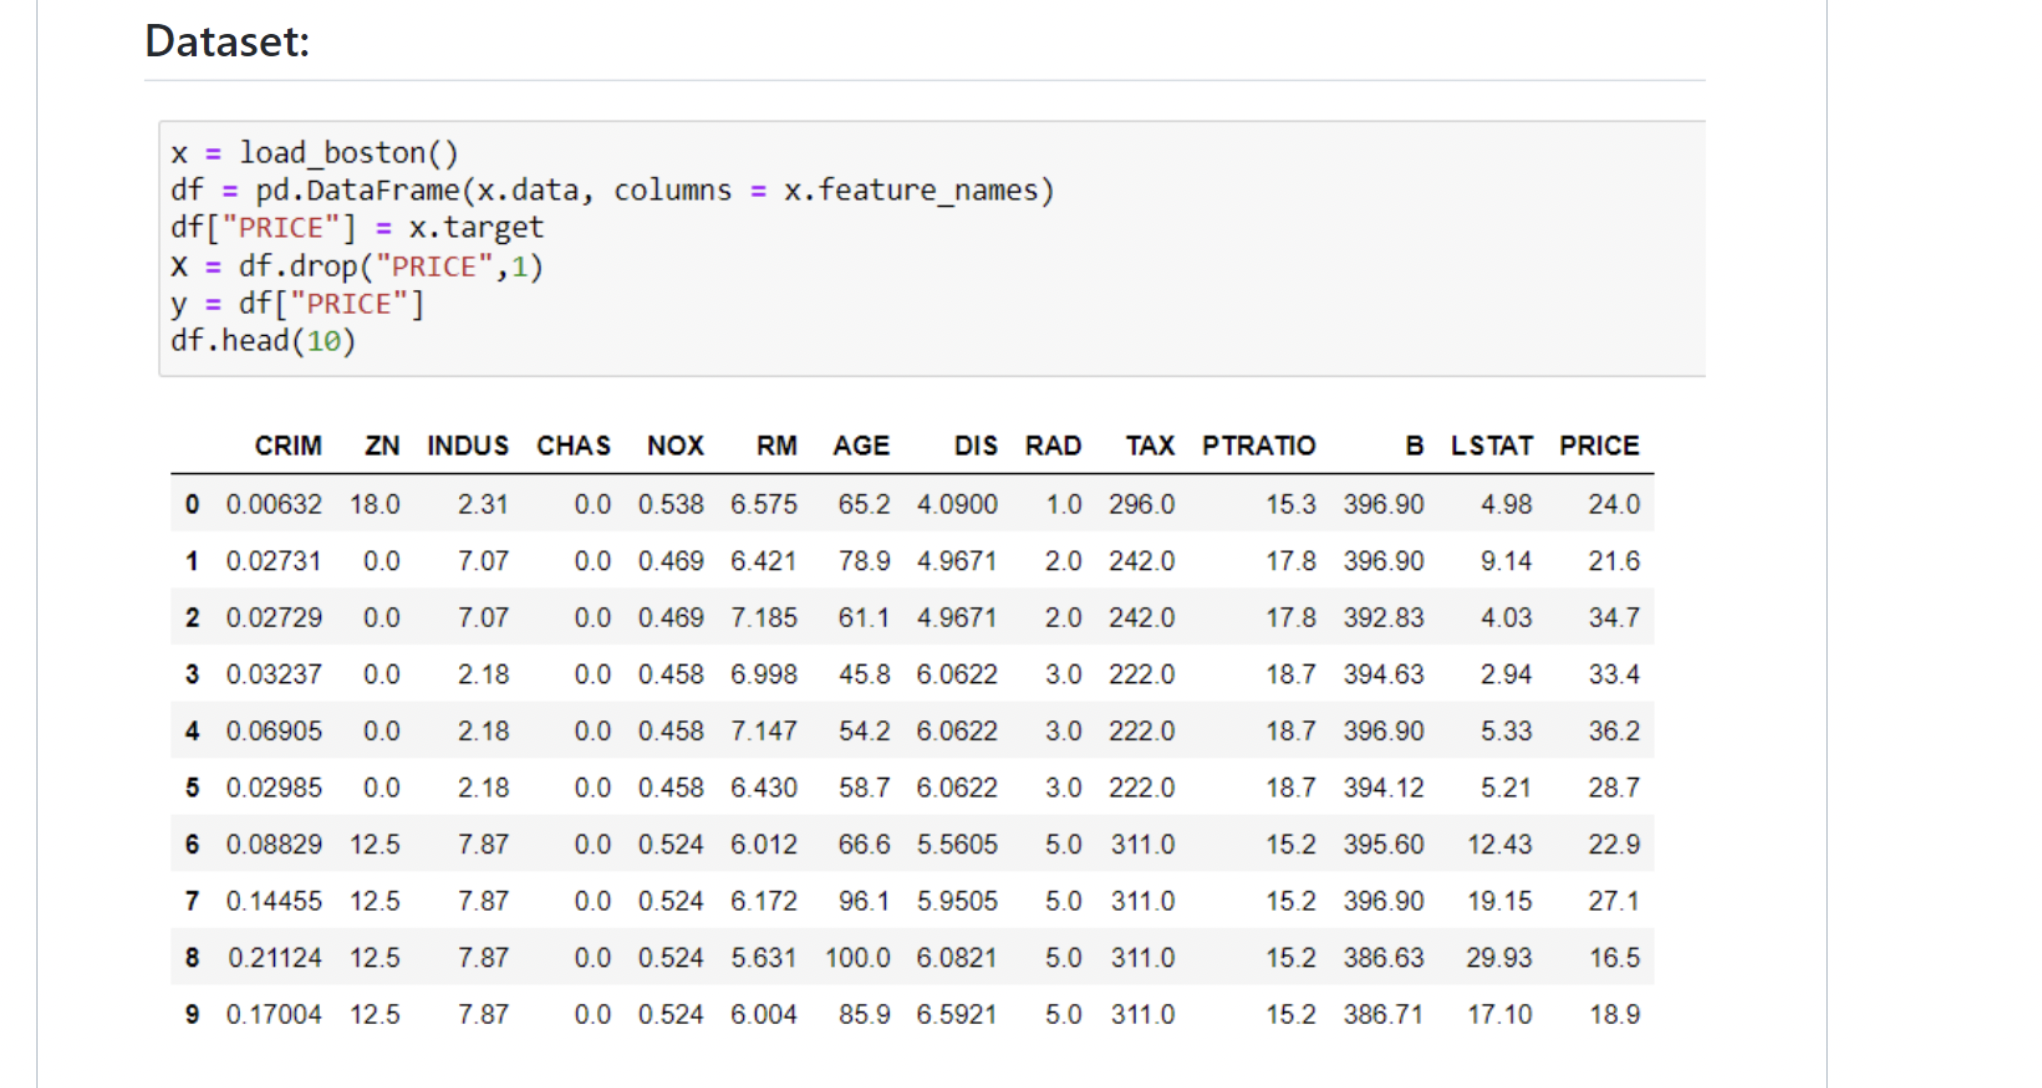 Dataset:
x = load_boston()
df = pd.DataFrame(x.data, columns = x.feature_names)
df["PRICE"] = x.target
X = df.drop("PRICE",1)
y = df["PRICE"]
df.head(10)
CRIM ZN INDUS CHAS NOX RM AGE DIS RAD TAX PTRATIO B LSTAT PRICE
0 0.00632 18.0 2.31 0.0 0.538 6.575 65.2 4.0900 1.0 296.0 15.3 396.90 4.98 24.0
1 0.02731 0.0 7.07 0.0 0.469 6.421 78.9 4.9671 2.0 242.0 17.8 396.90 9.14 21.6
2 0.02729 0.0 7.07 0.0 0.469 7.185 61.1 4.9671 2.0 242.0 17.8 392.83 4.03 34.7
3 0.03237 0.0 2.18 0.0 0.458 6.998 45.8 6.0622 3.0 222.0 18.7 394.63 2.94 33.4
4 0.06905 0.0 2.18 0.0 0.458 7.147 54.2 6.0622 3.0 222.0 18.7 396.90 5.33 36.2
5 0.02985 0.0 2.18 0.0 0.458 6.430 58.7 6.0622 3.0 222.0 18.7 394.12 5.21 28.7
6 0.08829 12.5 7.87 0.0 0.524 6.012 66.6 5.5605 5.0 311.0 15.2 395.60 12.43 22.9
7 0.14455 12.5 7.87 0.0 0.524 6.172 96.1 5.9505 5.0 311.0 15.2 396.90 19.15 27.1
8 0.21124 12.5 7.87 0.0 0.524 5.631 100.0 6.0821 5.0 311.0 15.2 386.63 29.93 16.5
9 0.17004 12.5 7.87 0.0 0.524 6.004 85.9 6.5921 5.0 311.0 15.2 386.71 17.10 18.9